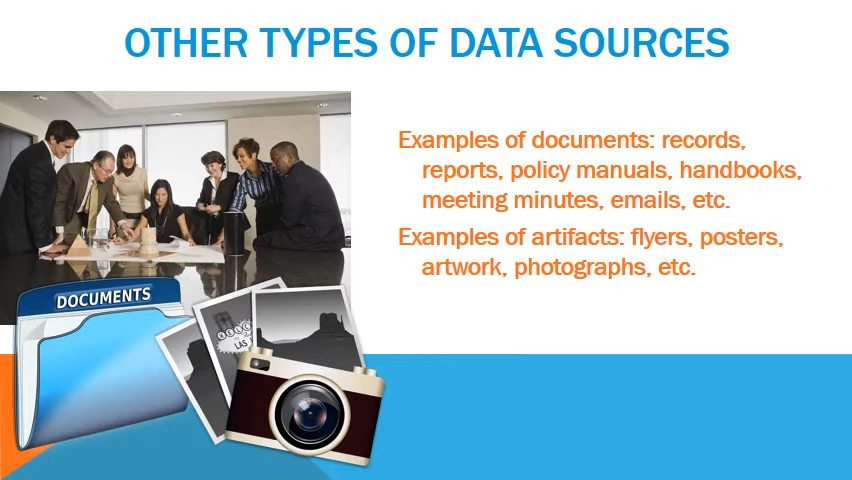 OTHER TYPES OF DATA SOURCES
Examples of documents: records,
reports, policy manuals, handbooks,
meeting minutes, emails, etc.
Examples of artifacts: flyers, posters,
artwork, photographs, etc.
DOCUMENTS
WELC
LAS